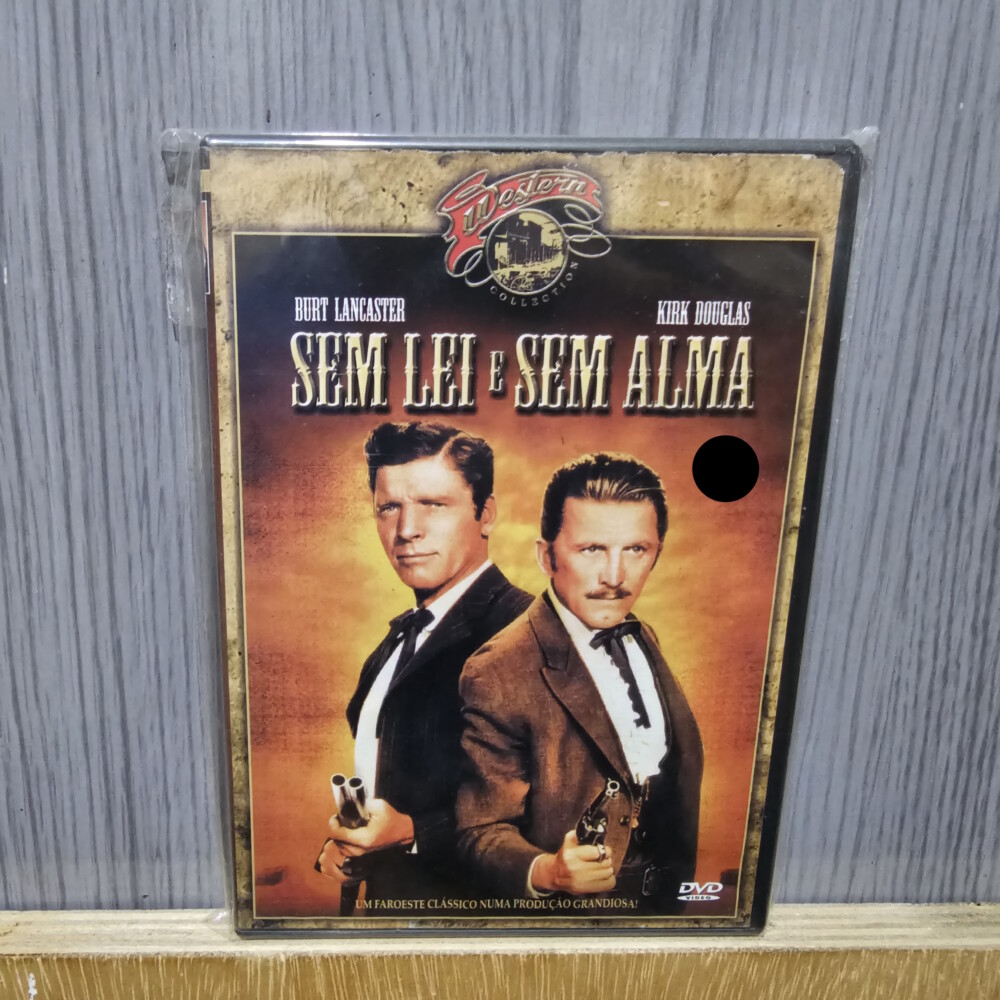 Western
COLLECTION
BURT LANCASTER
KIRK DOUGLAS
SEM LEI E SEM ALMA
UM FAROESTE CLÁSSICO NUMA PRODUÇÃO GRANDIOSA!
DVD
VIDEO